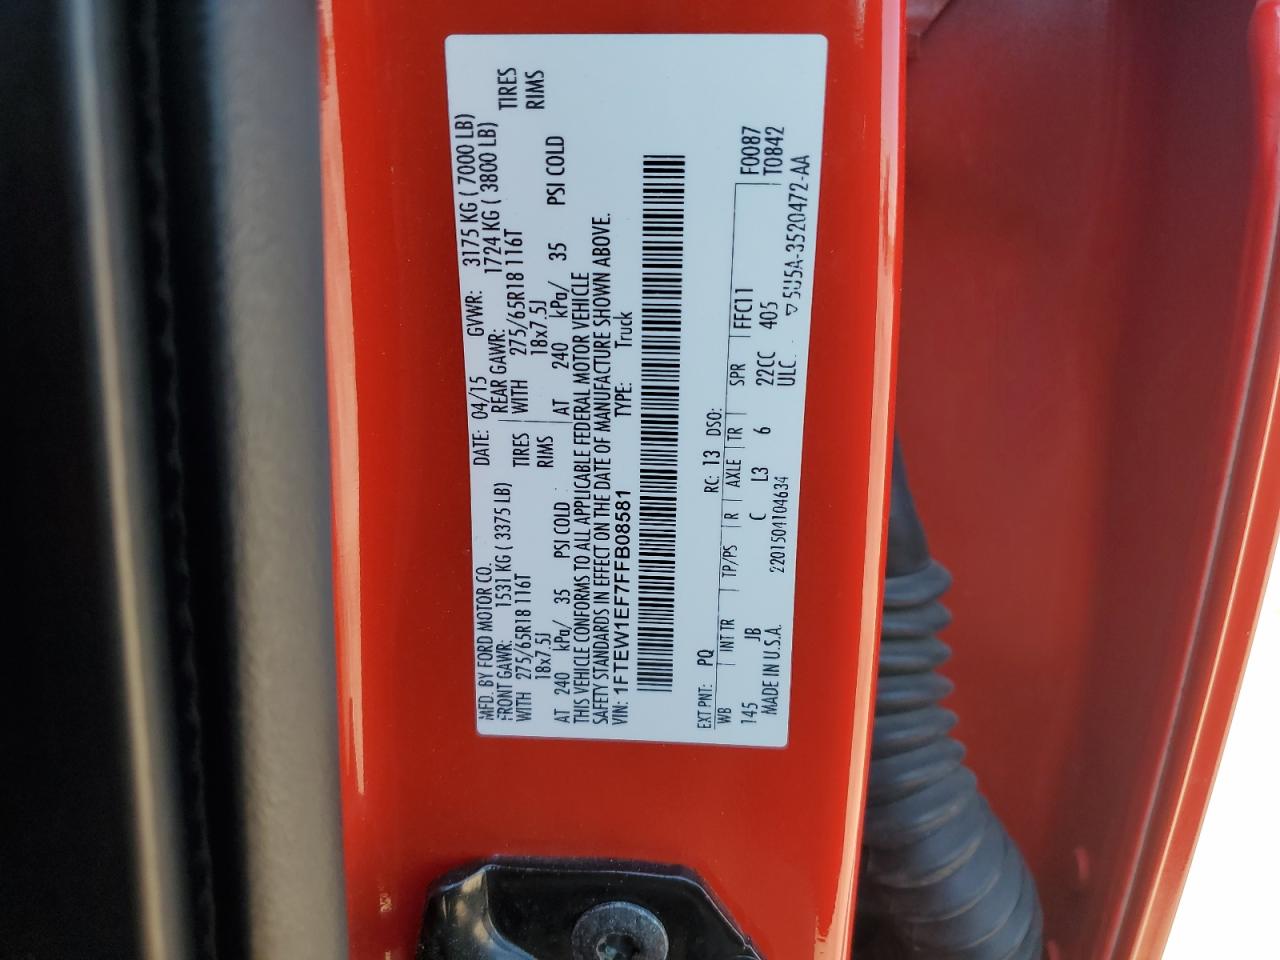 MFD. BY FORD MOTOR CO. DATE: 04/15 GVWR: 3175 KG ( 7000 LB)
FRONT GAWR: 1531 KG ( 3375 LB) REAR GAWR: 1724 KG ( 3800 LB)
WITH 275/65R18 116T TIRES WITH 275/65R18 116T TIRES
18x7.5J RIMS 18x7.5J RIMS
AT 240 kPa/ 35 PSI COLD AT 240 kPa/ 35 PSI COLD
THIS VEHICLE CONFORMS TO ALL APPLICABLE FEDERAL MOTOR VEHICLE
SAFETY STANDARDS IN EFFECT ON THE DATE OF MANUFACTURE SHOWN ABOVE.
VIN: 1FTEW1EF7FFB08581 TYPE: Truck
EXT PNT: PQ RC: 13 DSO: F0087
WB INT TR TP/PS R AXLE TR SPR FFC11 T0842
145 JB C L3 6 22CC 405
MADE IN U.S.A. 2201504104634 ULC ▽5U5A-3520472-AA